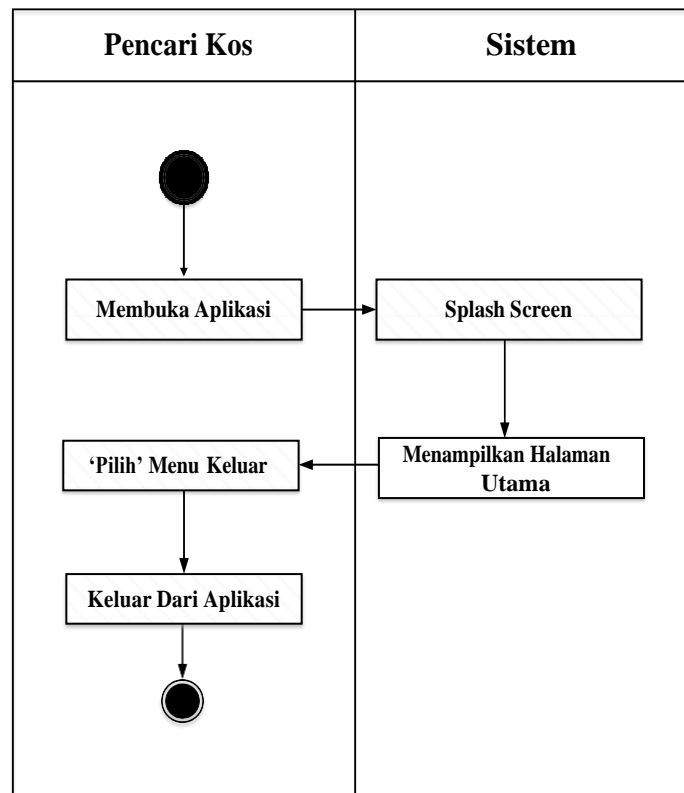 Pencari Kos
Sistem
Membuka Aplikasi
Splash Screen
‘Pilih’ Menu Keluar
Menampilkan Halaman
Utama
Keluar Dari Aplikasi